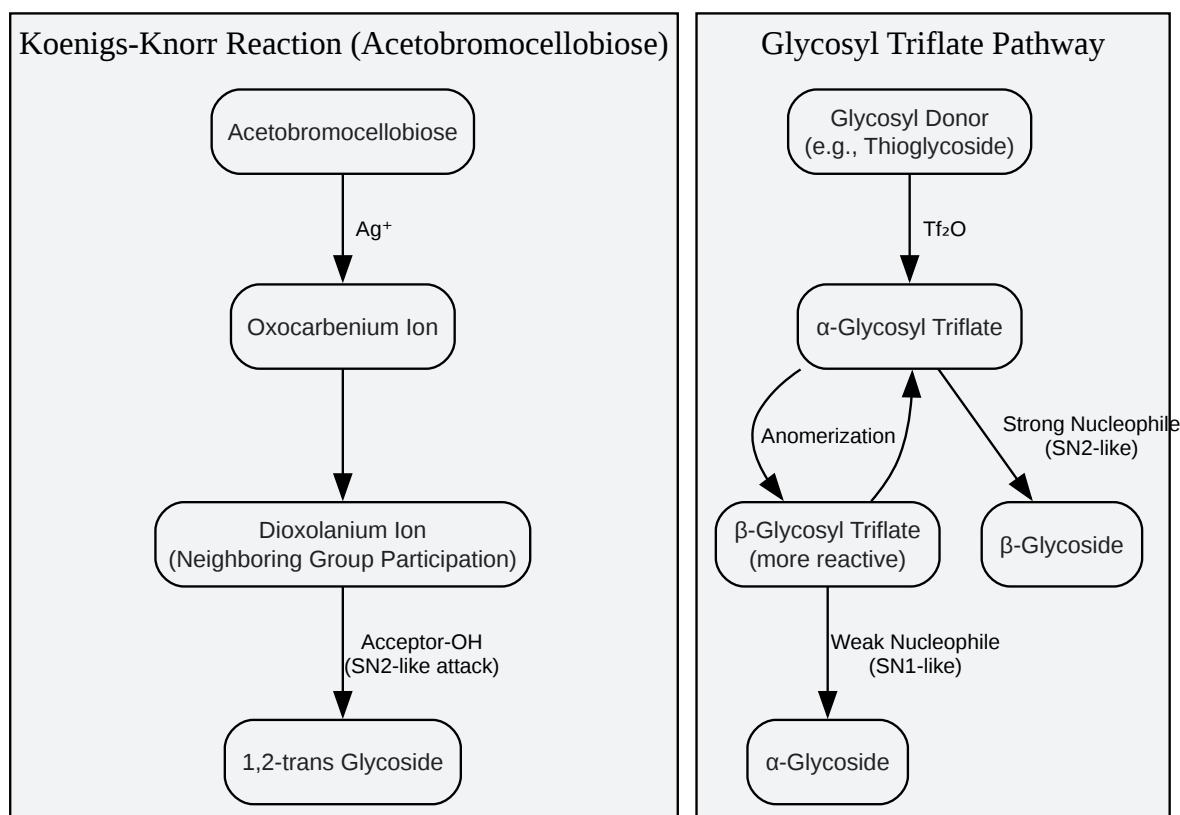 Koenigs-Knorr Reaction (Acetobromocellobiose)
Acetobromocellobiose
Ag⁺
Oxocarbenium Ion
Dioxolanium Ion
(Neighboring Group Participation)
Acceptor-OH
(SN2-like attack)
1,2-trans Glycoside
Glycosyl Triflate Pathway
Glycosyl Donor
(e.g., Thioglycoside)
Tf₂O
α-Glycosyl Triflate
Anomerization
Strong Nucleophile
(SN2-like)
β-Glycosyl Triflate
(more reactive)
β-Glycoside
Weak Nucleophile
(SN1-like)
α-Glycoside